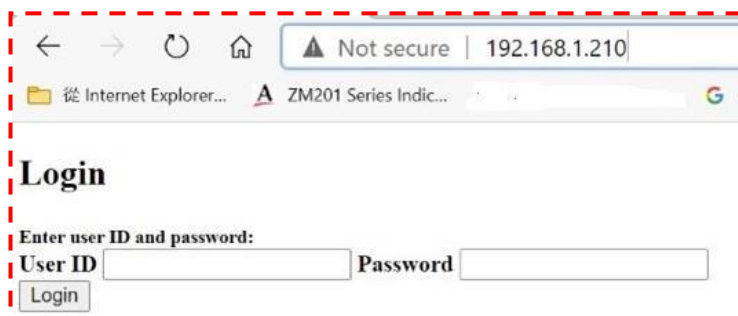 Not secure | 192.168.1.210
從 Internet Explorer... ZM201 Series Indic... G
Login
Enter user ID and password:
User ID Password
Login